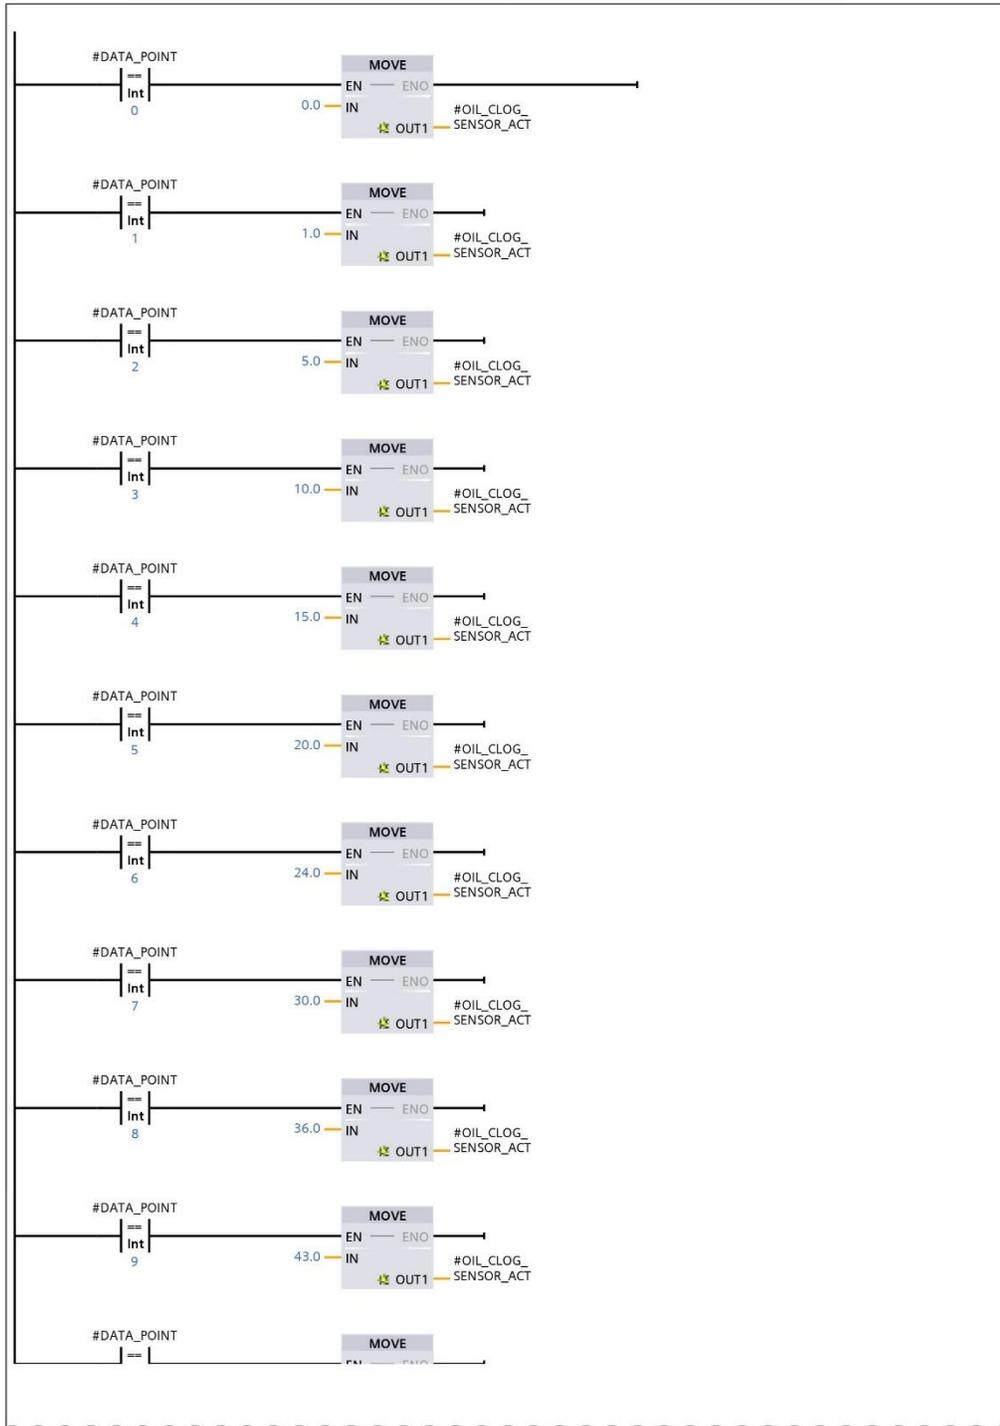 #DATA_POINT
MOVE
==
EN ENO
Int
0.0 IN
0
#OIL_CLOG_
SENSOR_ACT
OUT1
#DATA_POINT
MOVE
==
EN ENO
Int
1.0 IN
1
#OIL_CLOG_
SENSOR_ACT
OUT1
#DATA_POINT
MOVE
==
EN ENO
Int
5.0 IN
2
#OIL_CLOG_
SENSOR_ACT
OUT1
#DATA_POINT
MOVE
==
EN ENO
Int
10.0 IN
3
#OIL_CLOG_
SENSOR_ACT
OUT1
#DATA_POINT
MOVE
==
EN ENO
Int
15.0 IN
4
#OIL_CLOG_
SENSOR_ACT
OUT1
#DATA_POINT
MOVE
==
EN ENO
Int
20.0 IN
5
#OIL_CLOG_
SENSOR_ACT
OUT1
#DATA_POINT
MOVE
==
EN ENO
Int
24.0 IN
6
#OIL_CLOG_
SENSOR_ACT
OUT1
#DATA_POINT
MOVE
==
EN ENO
Int
30.0 IN
7
#OIL_CLOG_
SENSOR_ACT
OUT1
#DATA_POINT
MOVE
==
EN ENO
Int
36.0 IN
8
#OIL_CLOG_
SENSOR_ACT
OUT1
#DATA_POINT
MOVE
==
EN ENO
Int
43.0 IN
9
#OIL_CLOG_
SENSOR_ACT
OUT1
#DATA_POINT
MOVE
==